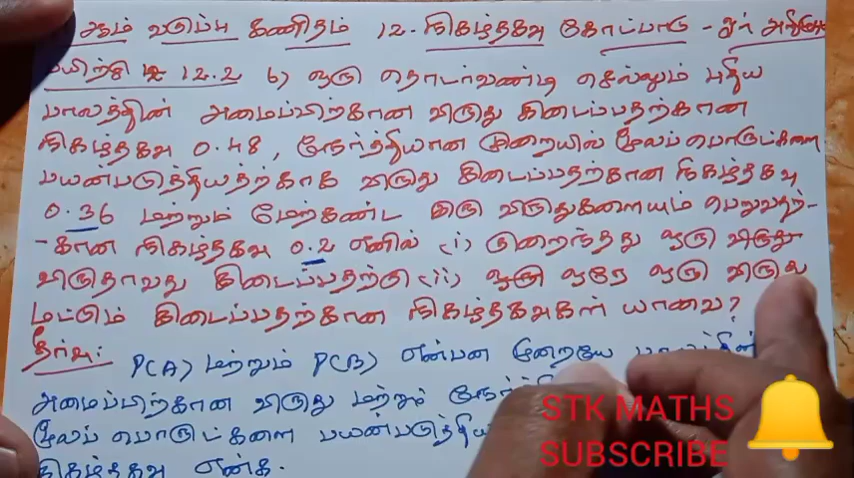 ஆம் வகுப்பு கணிதம் 12. நிகழ்தகவு கோட்பாடு - ஓர் அறிமு
பயிற்சி 12.2 6) ஒரு தொடர்வண்டி செல்லும் புதிய
பாலத்தின் அமைப்பிற்கான விருது கிடைப்பதற்கான
நிகழ்தகவு 0.48, நேர்த்தியான முறையில் மூலப்பொருட்களை
பயன்படுத்தியதற்காக விருது கிடைப்பதற்கான நிகழ்தகவு
0.36 மற்றும் மேற்கண்ட இரு விருதுகளையும் பெறுவதற்-
-கான நிகழ்தகவு 0.2 எனில் (i) குறைந்தது ஒரு விருது
விருதாவது கிடைப்பதற்கு (ii) ஒரே ஒரு விருது
மட்டும் கிடைப்பதற்கான நிகழ்தகவுகள் யாவை?
தீர்வு: P(A) மற்றும் P(B) என்பன முறையே
அமைப்பிற்கான விருது மற்றும்
மூலப் பொருட்களை
நிகழ்தகவு என்க.
STK MATHS
SUBSCRIBE